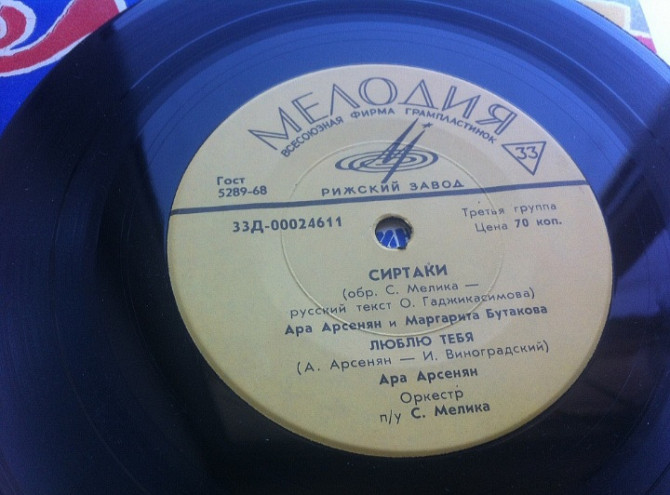 МЕЛОДИЯ
ВСЕСОЮЗНАЯ ФИРМА ГРАМПЛАСТИНОК
33
РИЖСКИЙ ЗАВОД
Гост
5289-68
33Д-00024611
Третья группа
Цена 70 коп.
СИРТАКИ
(обр. С. Мелика —
русский текст О. Гаджикасимова)
Ара Арсенян и Маргарита Бутакова
ЛЮБЛЮ ТЕБЯ
(А. Арсенян — И. Виноградский)
Ара Арсенян
Оркестр
п/у С. Мелика